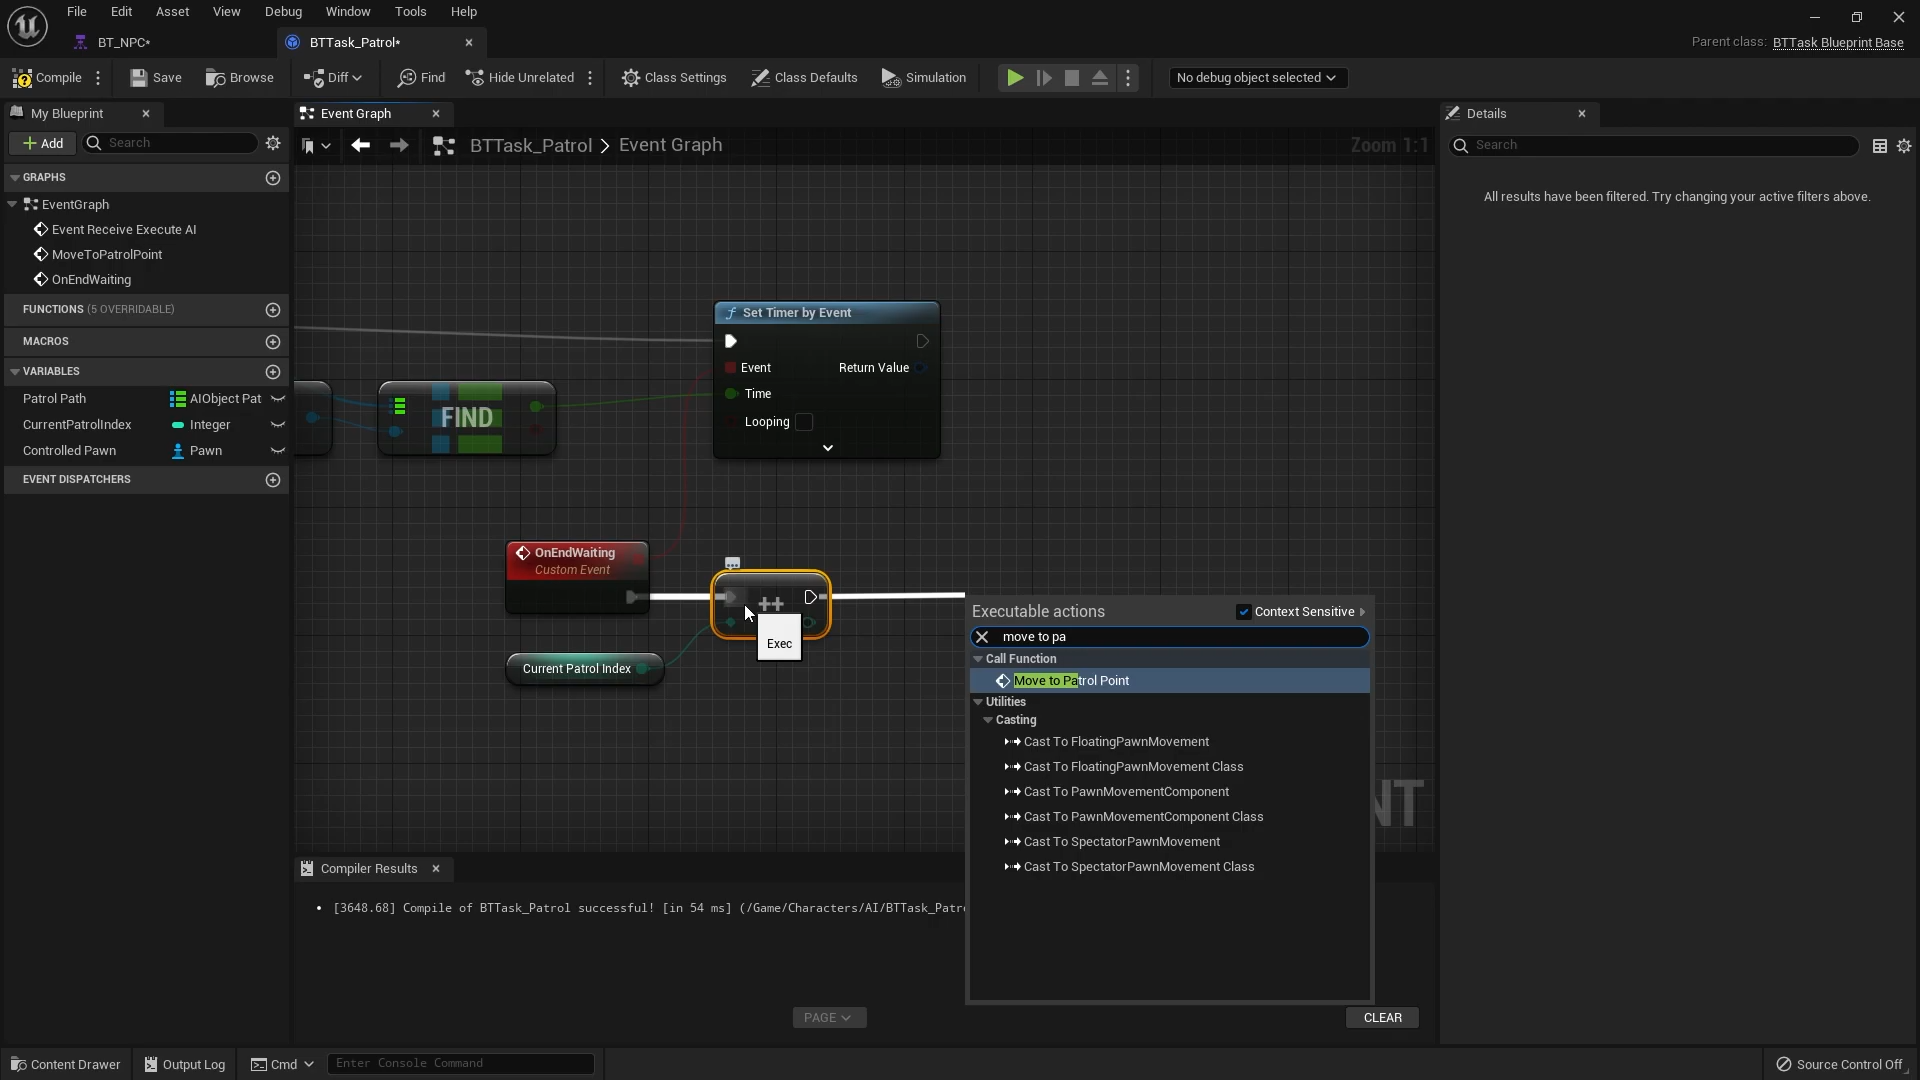 File Edit Asset View Debug Window Tools Help
BT_NPC*
BTTask_Patrol*
Parent class: BTTask Blueprint Base
Compile
Save
Browse
Diff
Find
Hide Unrelated
Class Settings
Class Defaults
Simulation
No debug object selected
My Blueprint
Event Graph
Details
Add
Search
BTTask_Patrol > Event Graph
Zoom 1:1
Search
GRAPHS
EventGraph
Event Receive Execute AI
MoveToPatrolPoint
OnEndWaiting
FUNCTIONS (5 OVERRIDABLE)
MACROS
VARIABLES
Patrol Path AIObject Pat
CurrentPatrolIndex Integer
Controlled Pawn Pawn
EVENT DISPATCHERS
All results have been filtered. Try changing your active filters above.
Set Timer by Event
Event Return Value
Time
Looping
FIND
OnEndWaiting
Custom Event
++
Exec
Current Patrol Index
Executable actions
Context Sensitive
move to pa
Call Function
Move to Patrol Point
Utilities
Casting
Cast To FloatingPawnMovement
Cast To FloatingPawnMovement Class
Cast To PawnMovementComponent
Cast To PawnMovementComponent Class
Cast To SpectatorPawnMovement
Cast To SpectatorPawnMovement Class
NT
Compiler Results
[3648.68] Compile of BTTask_Patrol successful! [in 54 ms] (/Game/Characters/AI/BTTask_Patro
PAGE
CLEAR
Content Drawer
Output Log
Cmd
Enter Console Command
Source Control Off